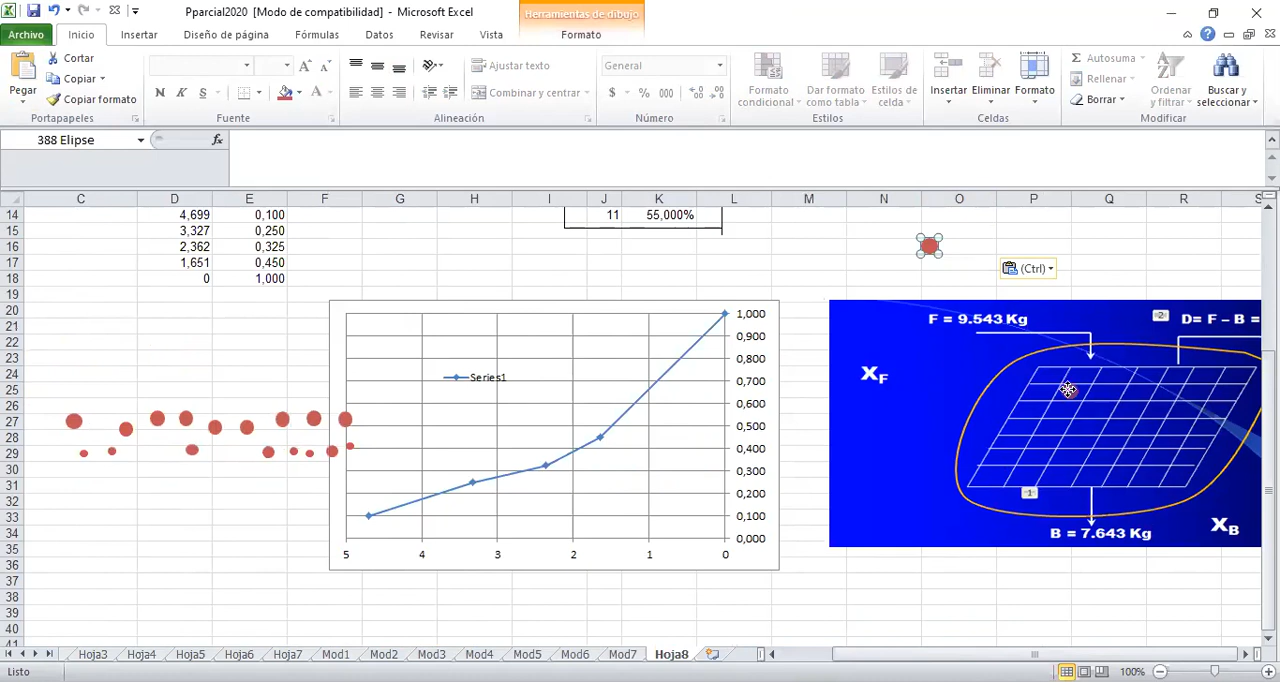 Pparcial2020 [Modo de compatibilidad] - Microsoft Excel
Herramientas de dibujo
Archivo Inicio Insertar Diseño de página Fórmulas Datos Revisar Vista Formato
Pegar
Cortar
Copiar
Copiar formato
Portapapeles
N K S A A A
Fuente
Ajustar texto
Combinar y centrar
Alineación
General
$ % 000
Número
Formato condicional
Dar formato como tabla
Estilos de celda
Estilos
Insertar Eliminar Formato
Celdas
Σ Autosuma
Rellenar
Borrar
Ordenar y filtrar
Buscar y seleccionar
Modificar
388 Elipse
fx
C D E F G H I J K L M N O P Q R S
14 4,699 0,100 11 55,000%
15 3,327 0,250
16 2,362 0,325
17 1,651 0,450
18 0 1,000
19
20
21
22
23
24
25
26
27
28
29
30
31
32
33
34
35
36
37
38
39
40
41
(Ctrl)
1,000
0,900
0,800
0,700
0,600
0,500
0,400
0,300
0,200
0,100
0,000
Series1
5 4 3 2 1 0
F = 9.543 Kg
2
D= F – B =
XF
1
B = 7.643 Kg
XB
Hoja3 Hoja4 Hoja5 Hoja6 Hoja7 Mod1 Mod2 Mod3 Mod4 Mod5 Mod6 Mod7 Hoja8
Listo
100%